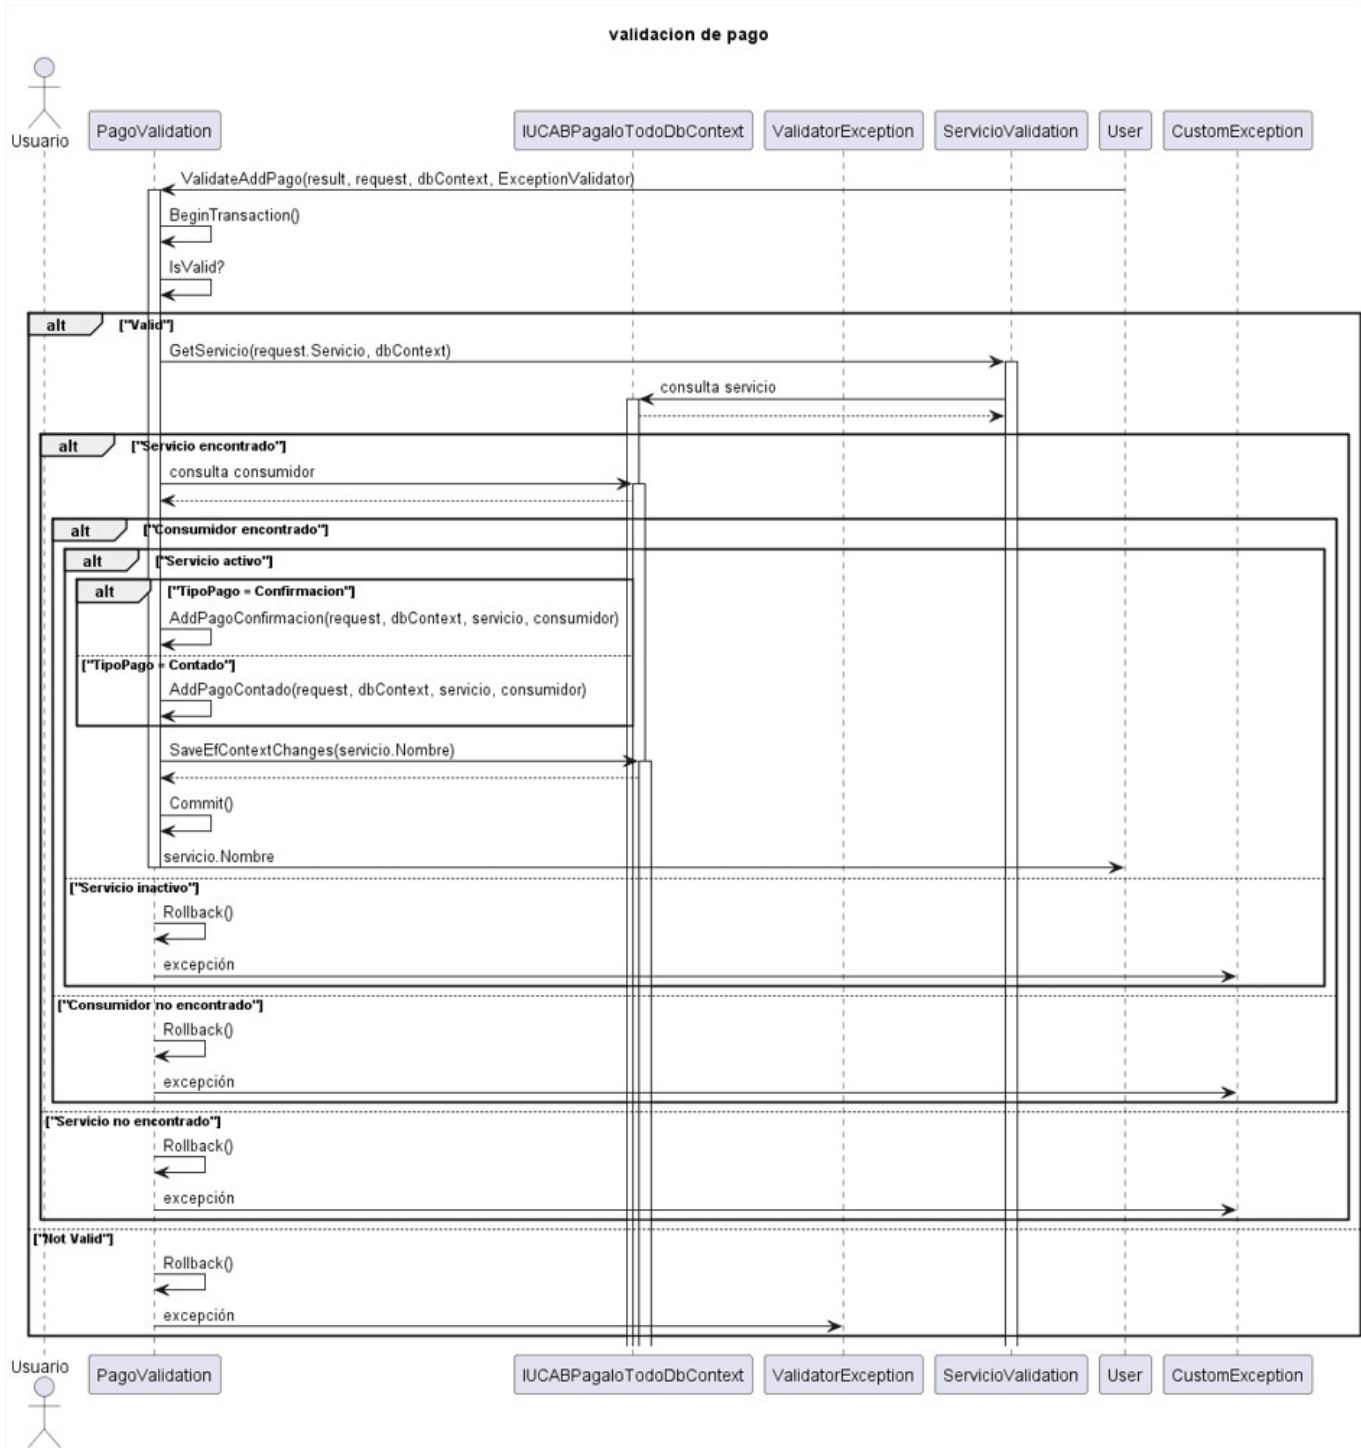 validacion de pago
Usuario
PagoValidation
IUCABPagaloTodoDbContext
ValidatorException
ServicioValidation
User
CustomException
ValidateAddPago(result, request, dbContext, ExceptionValidator)
BeginTransaction()
IsValid?
alt ["Valid"]
GetServicio(request.Servicio, dbContext)
consulta servicio
alt ["Servicio encontrado"]
consulta consumidor
alt ["Consumidor encontrado"]
alt ["Servicio activo"]
alt ["TipoPago = Confirmacion"]
AddPagoConfirmacion(request, dbContext, servicio, consumidor)
["TipoPago = Contado"]
AddPagoContado(request, dbContext, servicio, consumidor)
SaveEfContextChanges(servicio.Nombre)
Commit()
servicio.Nombre
["Servicio inactivo"]
Rollback()
excepción
["Consumidor no encontrado"]
Rollback()
excepción
["Servicio no encontrado"]
Rollback()
excepción
["Not Valid"]
Rollback()
excepción
Usuario
PagoValidation
IUCABPagaloTodoDbContext
ValidatorException
ServicioValidation
User
CustomException